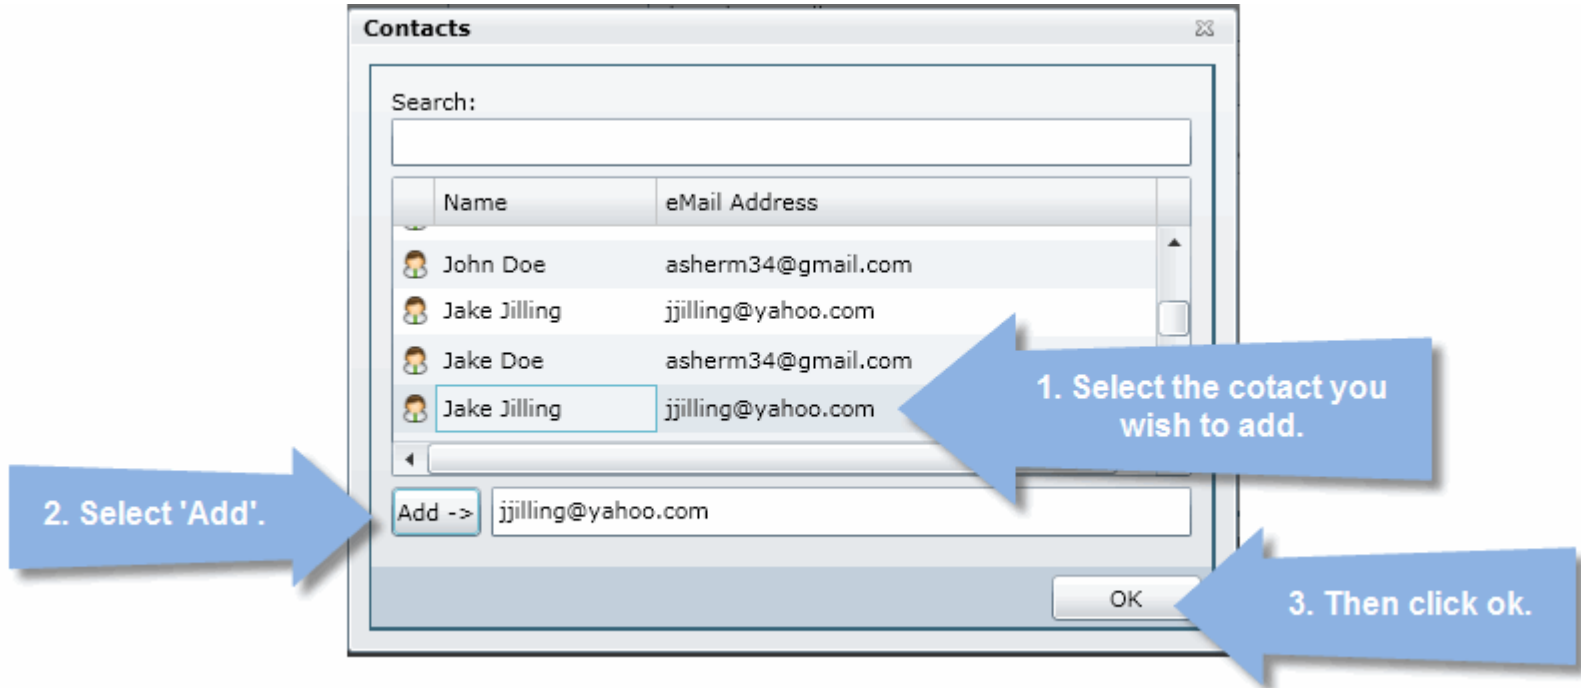 Contacts
Search:
Name eMail Address
John Doe asherm34@gmail.com
Jake Jilling jjilling@yahoo.com
Jake Doe asherm34@gmail.com
Jake Jilling jjilling@yahoo.com
1. Select the cotact you
wish to add.
2. Select 'Add'.
Add -> jjilling@yahoo.com
OK
3. Then click ok.